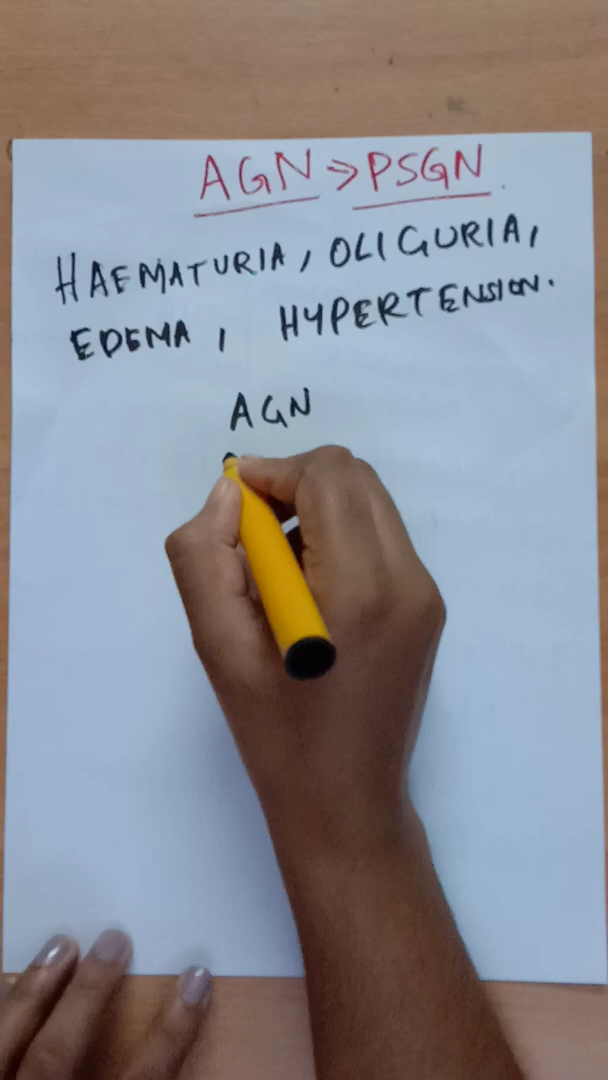 AGN → PSGN.
HAEMATURIA, OLIGURIA,
EDEMA, HYPERTENSION.
AGN